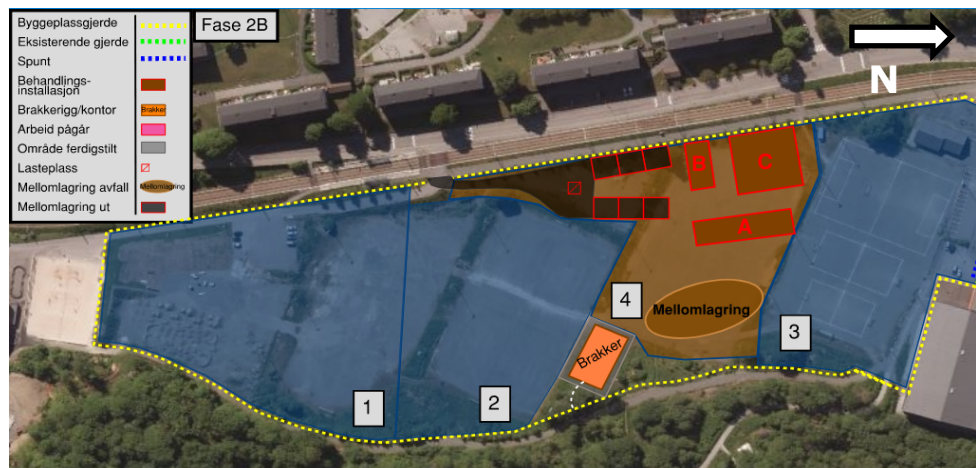 Fase 2B
Byggeplassgjerde
Eksisterende gjerde
Spunt
Behandlings-
installasjon
Brakkerigg/kontor
Brakker
Arbeid pågår
Område ferdigstilt
Lasteplass
Mellomlagring avfall
Mellomlagring
Mellomlagring ut
N
B
C
A
4
Mellomlagring
3
Brakker
1
2